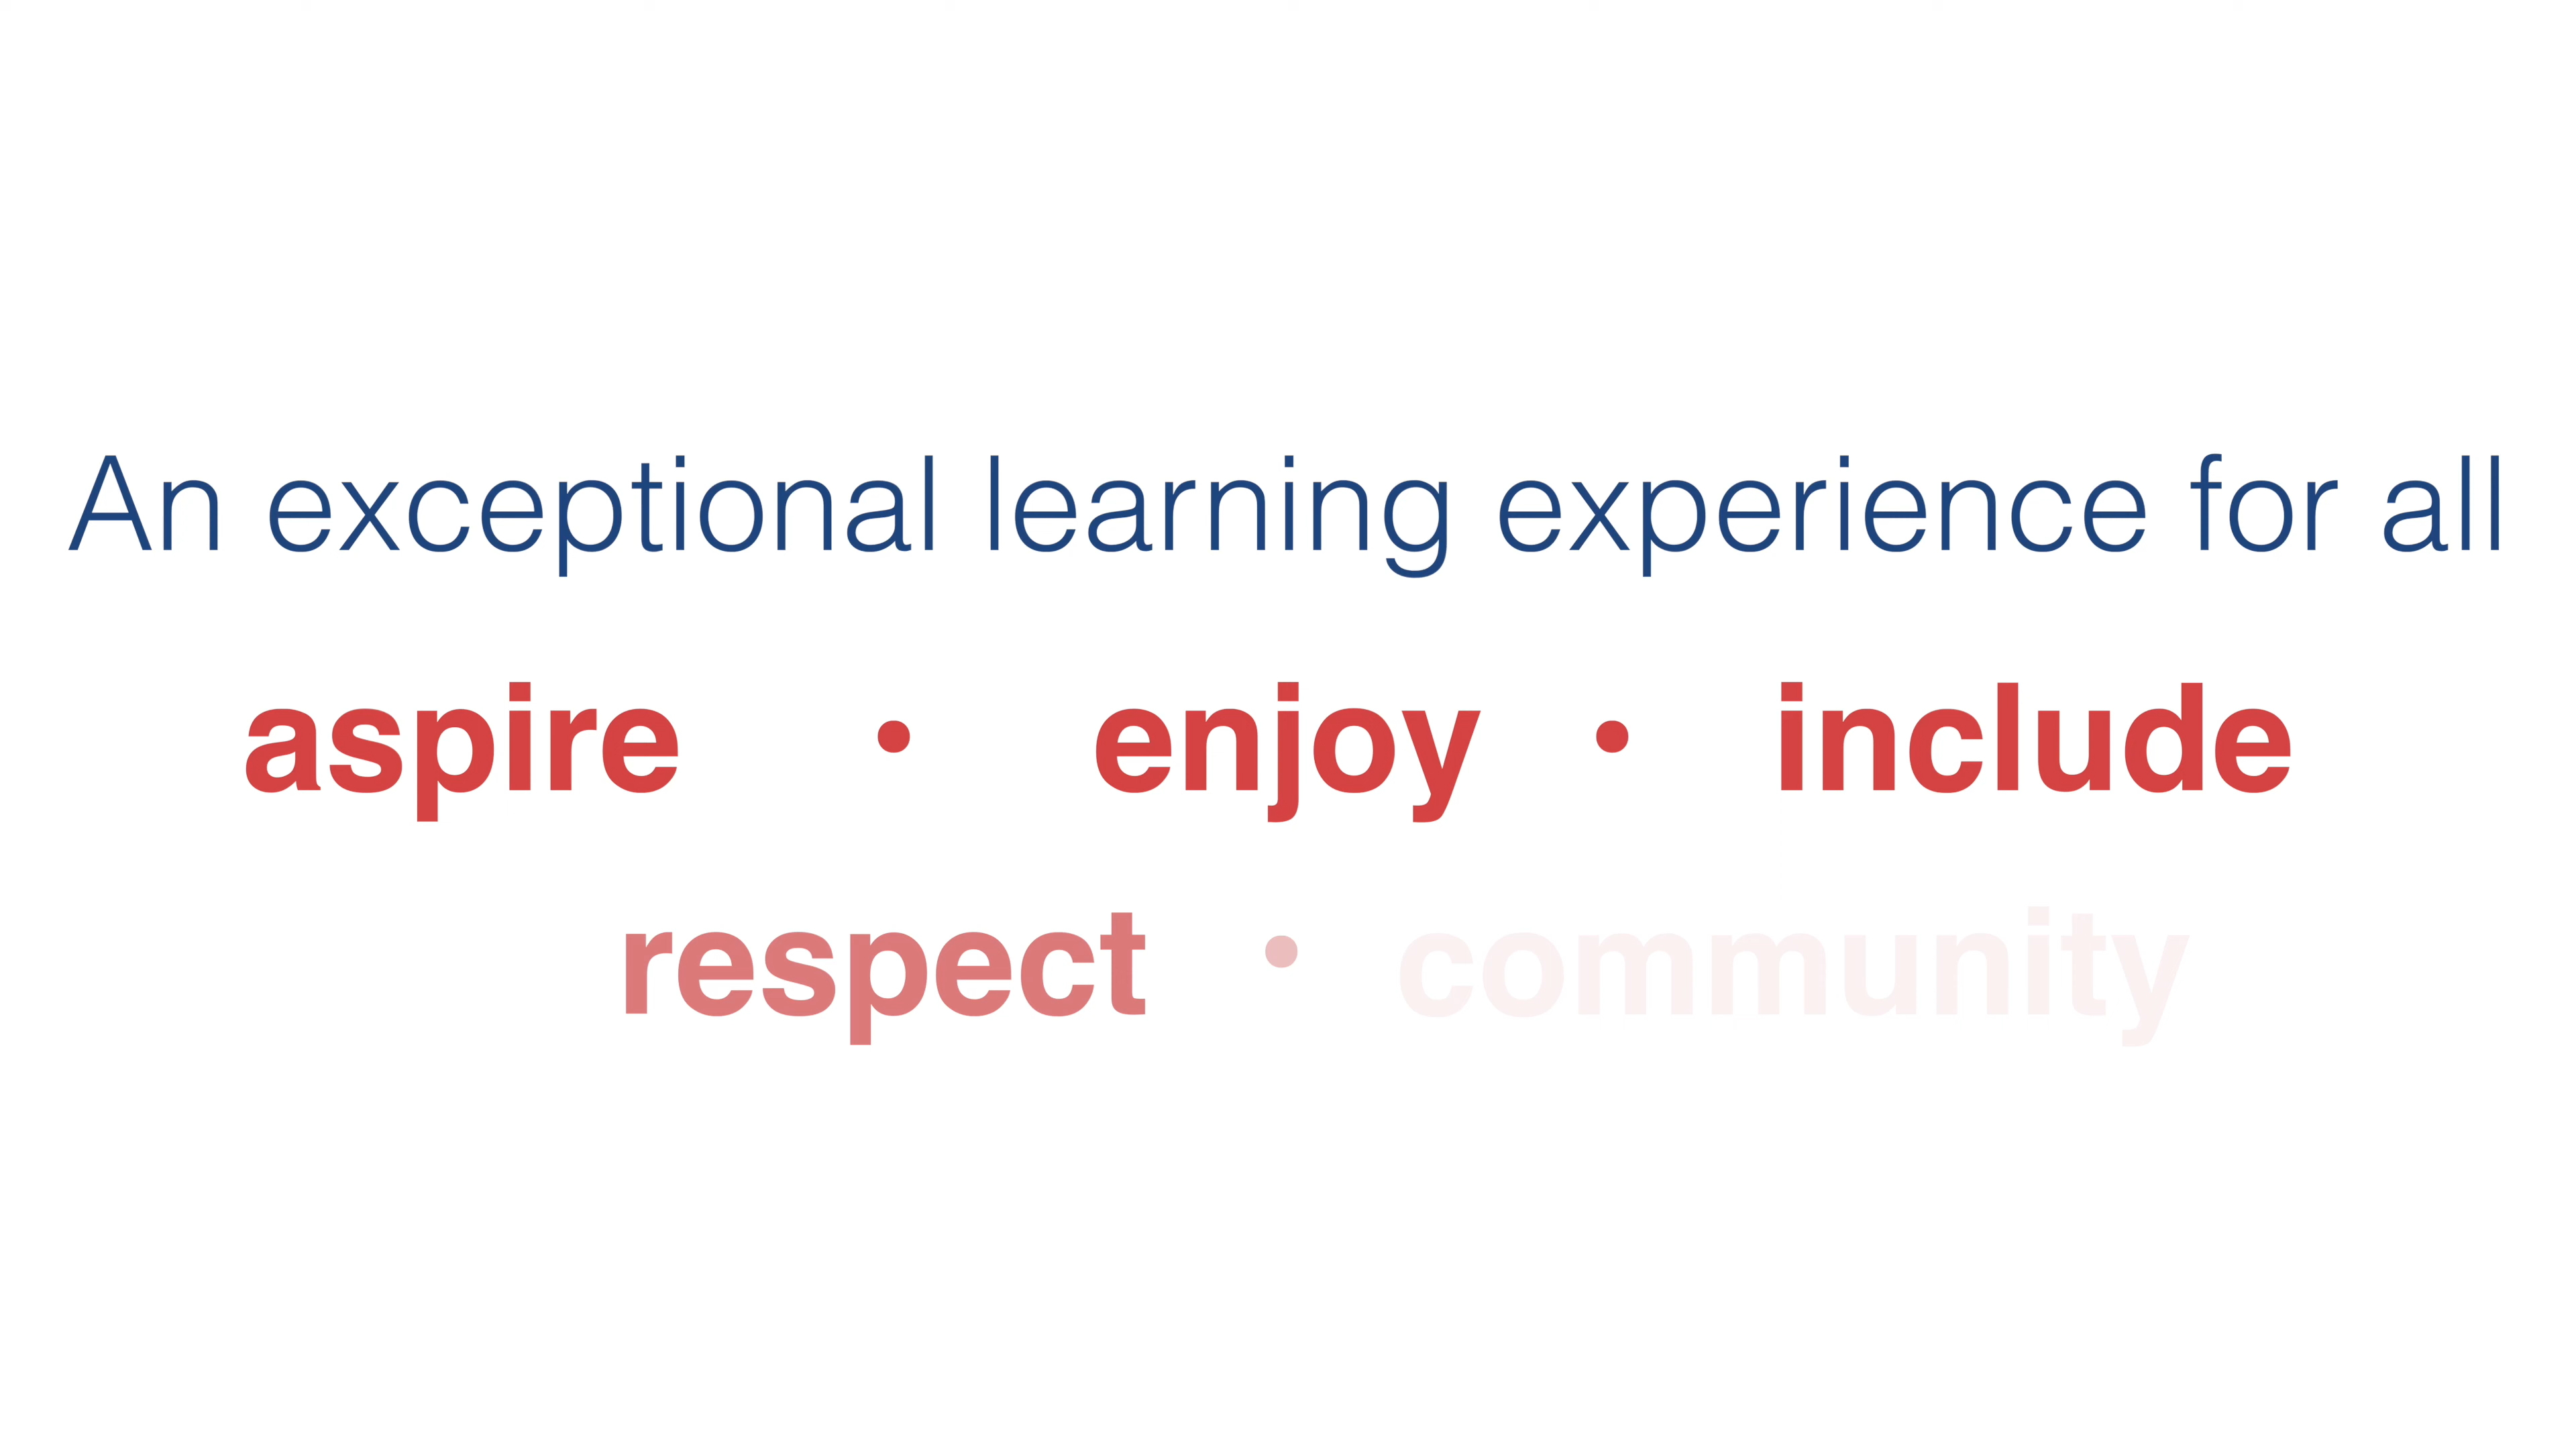 An exceptional learning experience for all
aspire • enjoy • include
respect • community